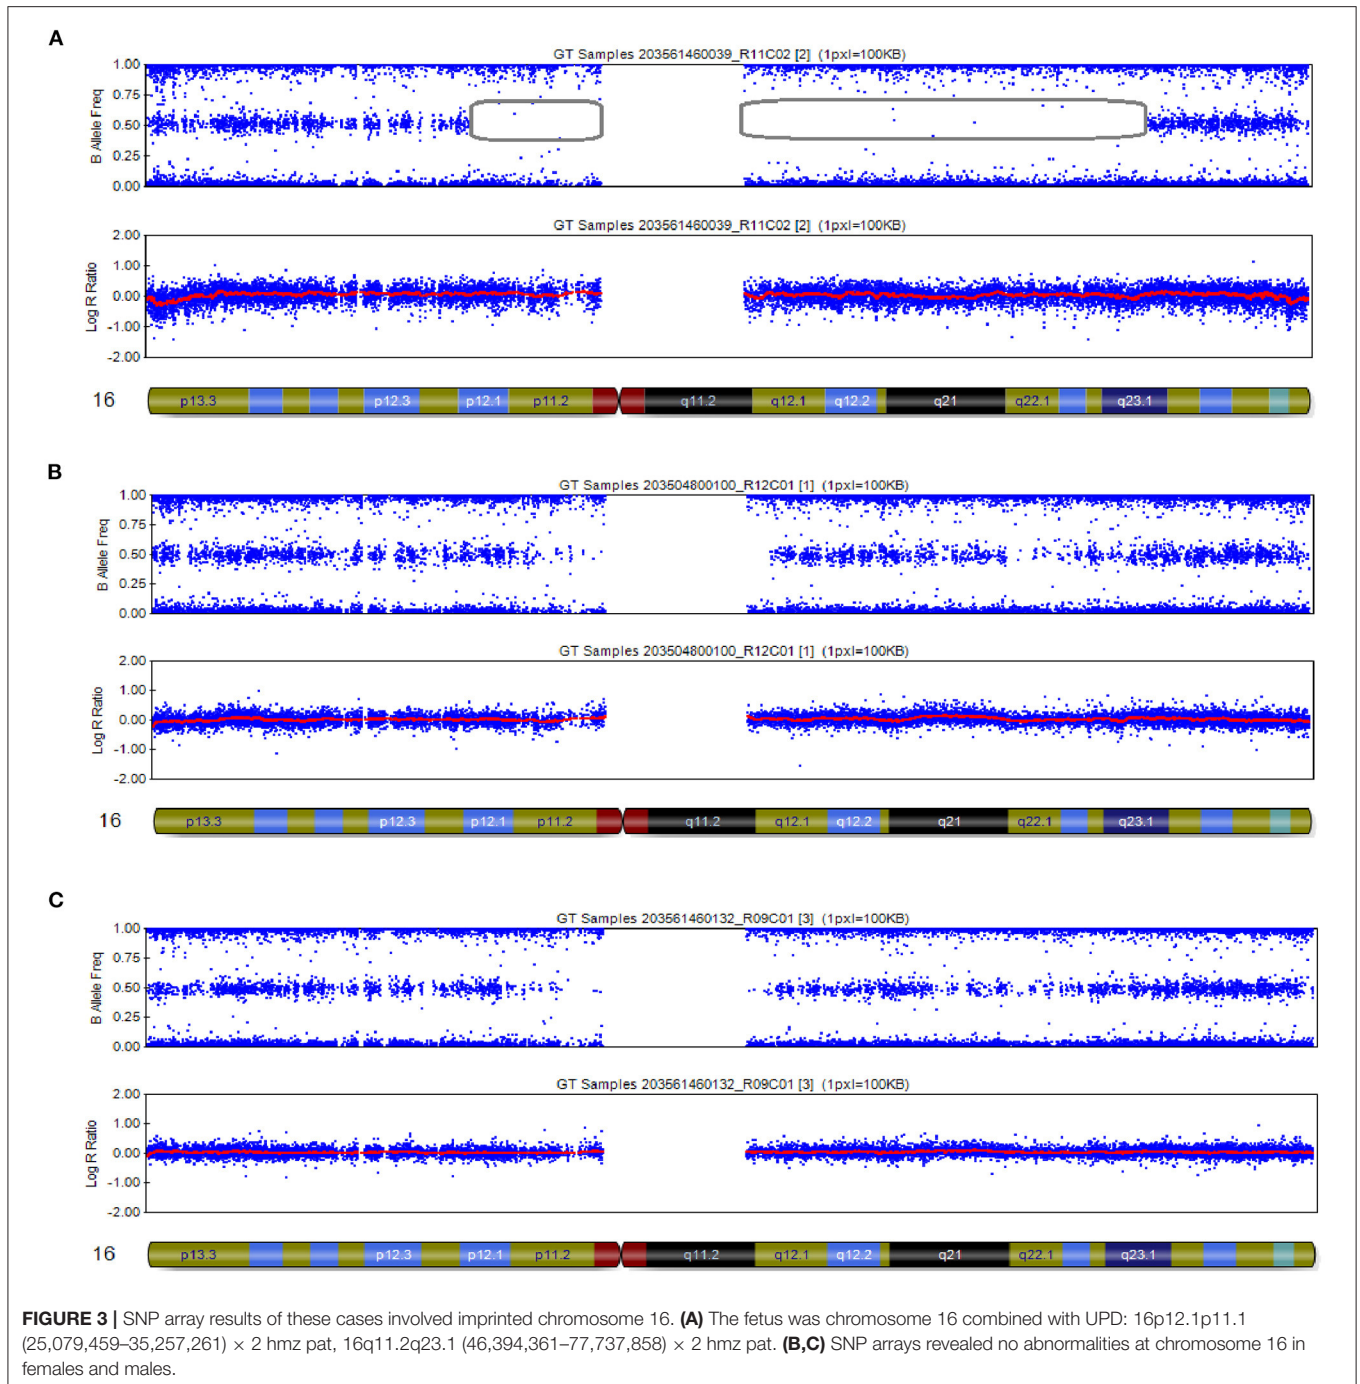 A
GT Samples 203561460039_R11C02 [2] (1pxl=100KB)
1.00
0.75
0.50
0.25
0.00
B Allele Freq
GT Samples 203561460039_R11C02 [2] (1pxl=100KB)
2.00
1.00
0.00
-1.00
-2.00
Log R Ratio
16 p13.3 p12.3 p12.1 p11.2 q11.2 q12.1 q12.2 q21 q22.1 q23.1
B
GT Samples 203504800100_R12C01 [1] (1pxl=100KB)
1.00
0.75
0.50
0.25
0.00
B Allele Freq
GT Samples 203504800100_R12C01 [1] (1pxl=100KB)
2.00
1.00
0.00
-1.00
-2.00
Log R Ratio
16 p13.3 p12.3 p12.1 p11.2 q11.2 q12.1 q12.2 q21 q22.1 q23.1
C
GT Samples 203561460132_R09C01 [3] (1pxl=100KB)
1.00
0.75
0.50
0.25
0.00
B Allele Freq
GT Samples 203561460132_R09C01 [3] (1pxl=100KB)
2.00
1.00
0.00
-1.00
-2.00
Log R Ratio
16 p13.3 p12.3 p12.1 p11.2 q11.2 q12.1 q12.2 q21 q22.1 q23.1
FIGURE 3 | SNP array results of these cases involved imprinted chromosome 16. (A) The fetus was chromosome 16 combined with UPD: 16p12.1p11.1
(25,079,459–35,257,261) × 2 hmz pat, 16q11.2q23.1 (46,394,361–77,737,858) × 2 hmz pat. (B,C) SNP arrays revealed no abnormalities at chromosome 16 in
females and males.